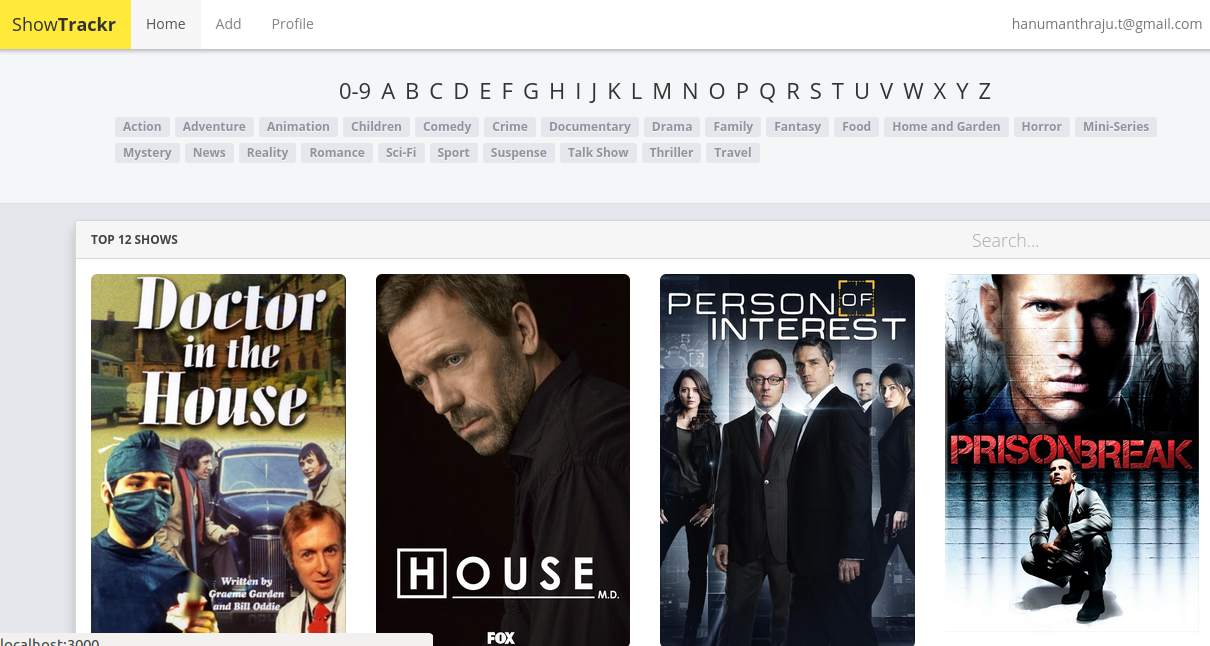 ShowTrackr Home Add Profile hanumanthraju.t@gmail.com
0-9 A B C D E F G H I J K L M N O P Q R S T U V W X Y Z
Action Adventure Animation Children Comedy Crime Documentary Drama Family Fantasy Food Home and Garden Horror Mini-Series
Mystery News Reality Romance Sci-Fi Sport Suspense Talk Show Thriller Travel
TOP 12 SHOWS Search...
Doctor
in the
House
Written by
Graeme Garden
and Bill Oddie
HOUSE M.D.
FOX
PERSON OF
INTEREST
PRISON BREAK
localhost:3000